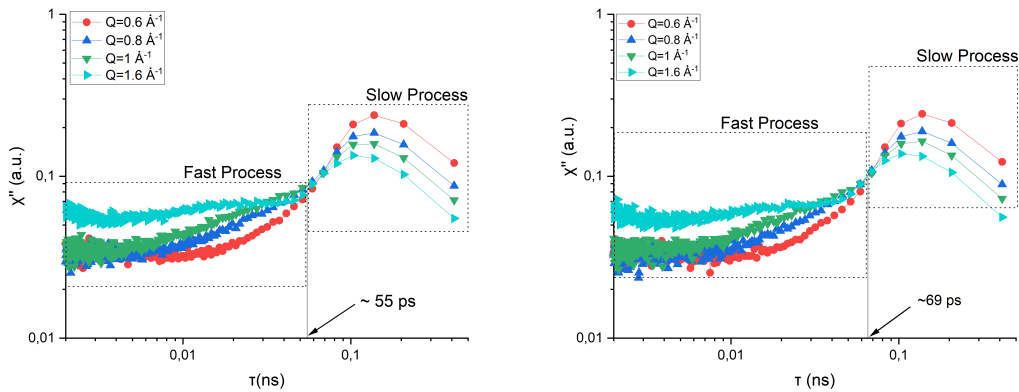 Q=0.6 Å⁻¹
Q=0.8 Å⁻¹
Q=1 Å⁻¹
Q=1.6 Å⁻¹
1
0,1
0,01
χ'' (a.u.)
Fast Process
Slow Process
~ 55 ps
0,01
0,1
τ(ns)
Q=0.6 Å⁻¹
Q=0.8 Å⁻¹
Q=1 Å⁻¹
Q=1.6 Å⁻¹
1
0,1
0,01
χ'' (a.u.)
Fast Process
Slow Process
~69 ps
0,01
0,1
τ (ns)